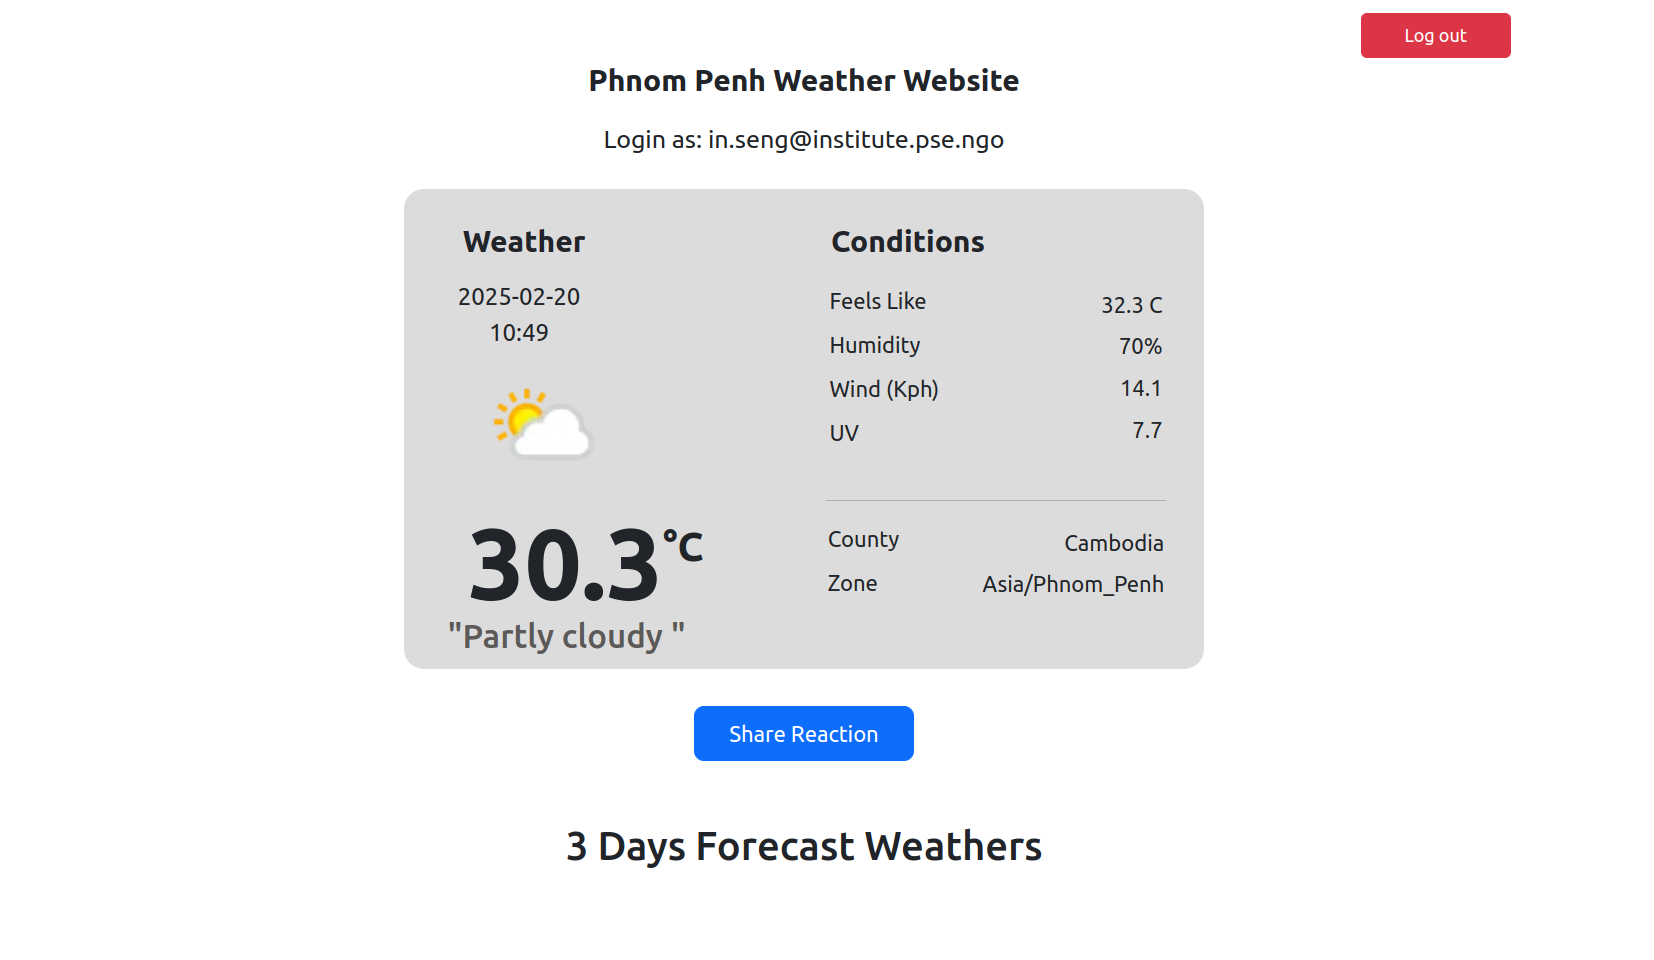 Log out
Phnom Penh Weather Website
Login as: in.seng@institute.pse.ngo
Weather
2025-02-20
10:49
30.3°C
"Partly cloudy "
Conditions
Feels Like 32.3 C
Humidity 70%
Wind (Kph) 14.1
UV 7.7
County Cambodia
Zone Asia/Phnom_Penh
Share Reaction
3 Days Forecast Weathers